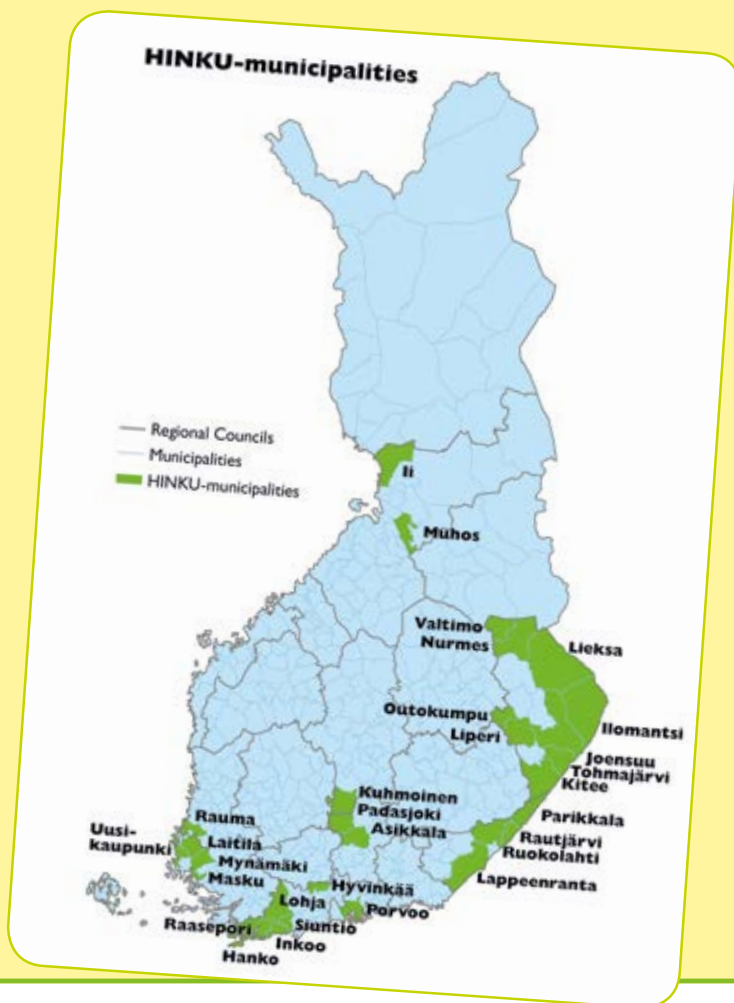 HINKU-municipalities
Regional Councils
Municipalities
HINKU-municipalities
Ii
Muhos
Valtimo
Nurmes
Lieksa
Outokumpu
Liperi
Ilomantsi
Joensuu
Tohmajärvi
Kitee
Kuhmoinen
Padasjoki
Asikkala
Parikkala
Rautjärvi
Ruokolahti
Lappeenranta
Rauma
Uusi-
kaupunki
Laitila
Mynämäki
Masku
Hyvinkää
Lohja
Porvoo
Siuntio
Raasepori
Inkoo
Hanko